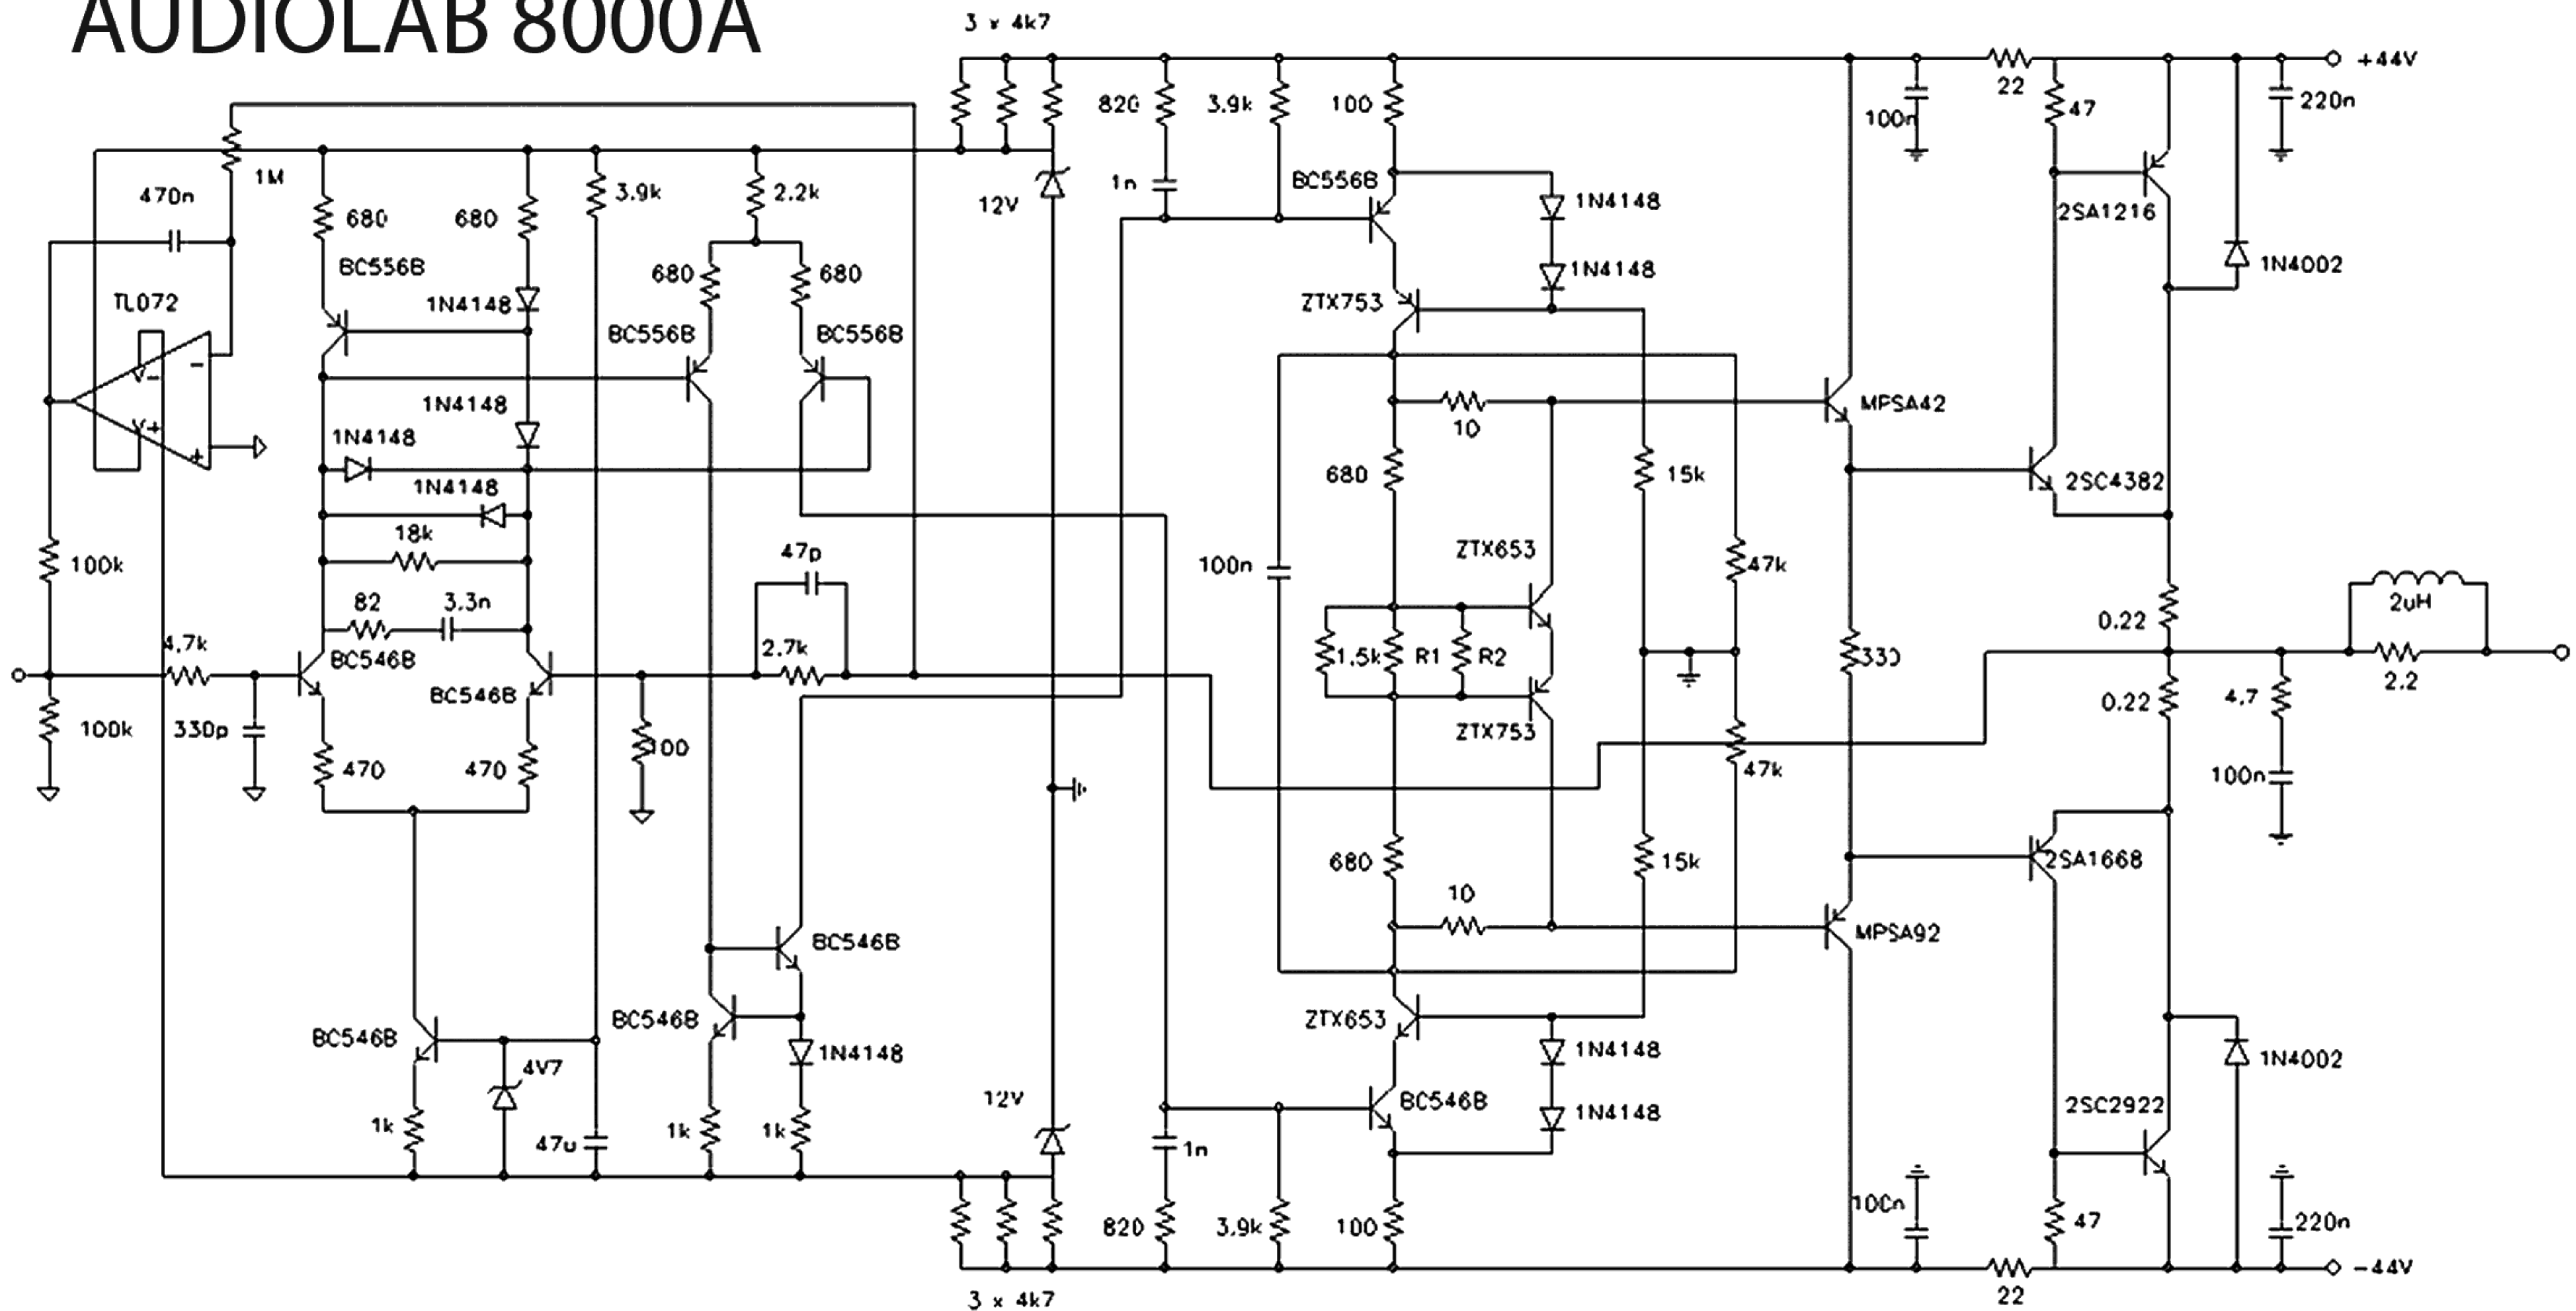 AUDIOLAB 8000A
3 x 4k7
+44V
22
820
3.9k
100
100n
47
220n
1M
470n
680
680
3.9k
2.2k
12V
1n
BC556B
1N4148
2SA1216
BC556B
680
680
1N4148
1N4002
TL072
1N4148
ZTX753
BC556B
BC556B
V-
-
V+
+
1N4148
1N4148
MPSA42
10
1N4148
680
15k
2SC4382
18k
100k
47p
100n
ZTX653
47k
82
3.3n
2uH
0.22
4.7k
BC546B
2.7k
1.5k
R1
R2
330
BC546B
2.2
100k
330p
100
ZTX753
0.22
4.7
470
470
47k
100n
680
15k
2SA1668
10
BC546B
MPSA92
BC546B
BC546B
ZTX653
1N4148
4V7
1N4148
1N4002
12V
BC546B
1N4148
2SC2922
1k
47u
1k
1k
1n
820
3.9k
100
100n
47
220n
-44V
3 x 4k7
22